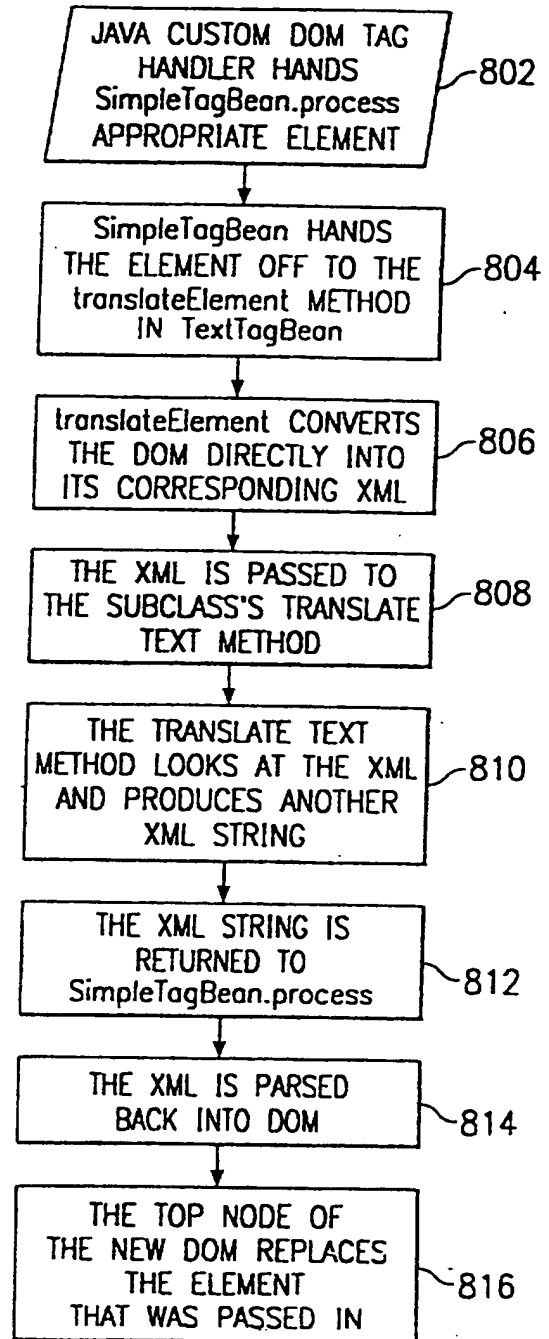 JAVA CUSTOM DOM TAG
HANDLER HANDS
SimpleTagBean.process
APPROPRIATE ELEMENT
802
SimpleTagBean HANDS
THE ELEMENT OFF TO THE
translateElement METHOD
IN TextTagBean
804
translateElement CONVERTS
THE DOM DIRECTLY INTO
ITS CORRESPONDING XML
806
THE XML IS PASSED TO
THE SUBCLASS'S TRANSLATE
TEXT METHOD
808
THE TRANSLATE TEXT
METHOD LOOKS AT THE XML
AND PRODUCES ANOTHER
XML STRING
810
THE XML STRING IS
RETURNED TO
SimpleTagBean.process
812
THE XML IS PARSED
BACK INTO DOM
814
THE TOP NODE OF
THE NEW DOM REPLACES
THE ELEMENT
THAT WAS PASSED IN
816